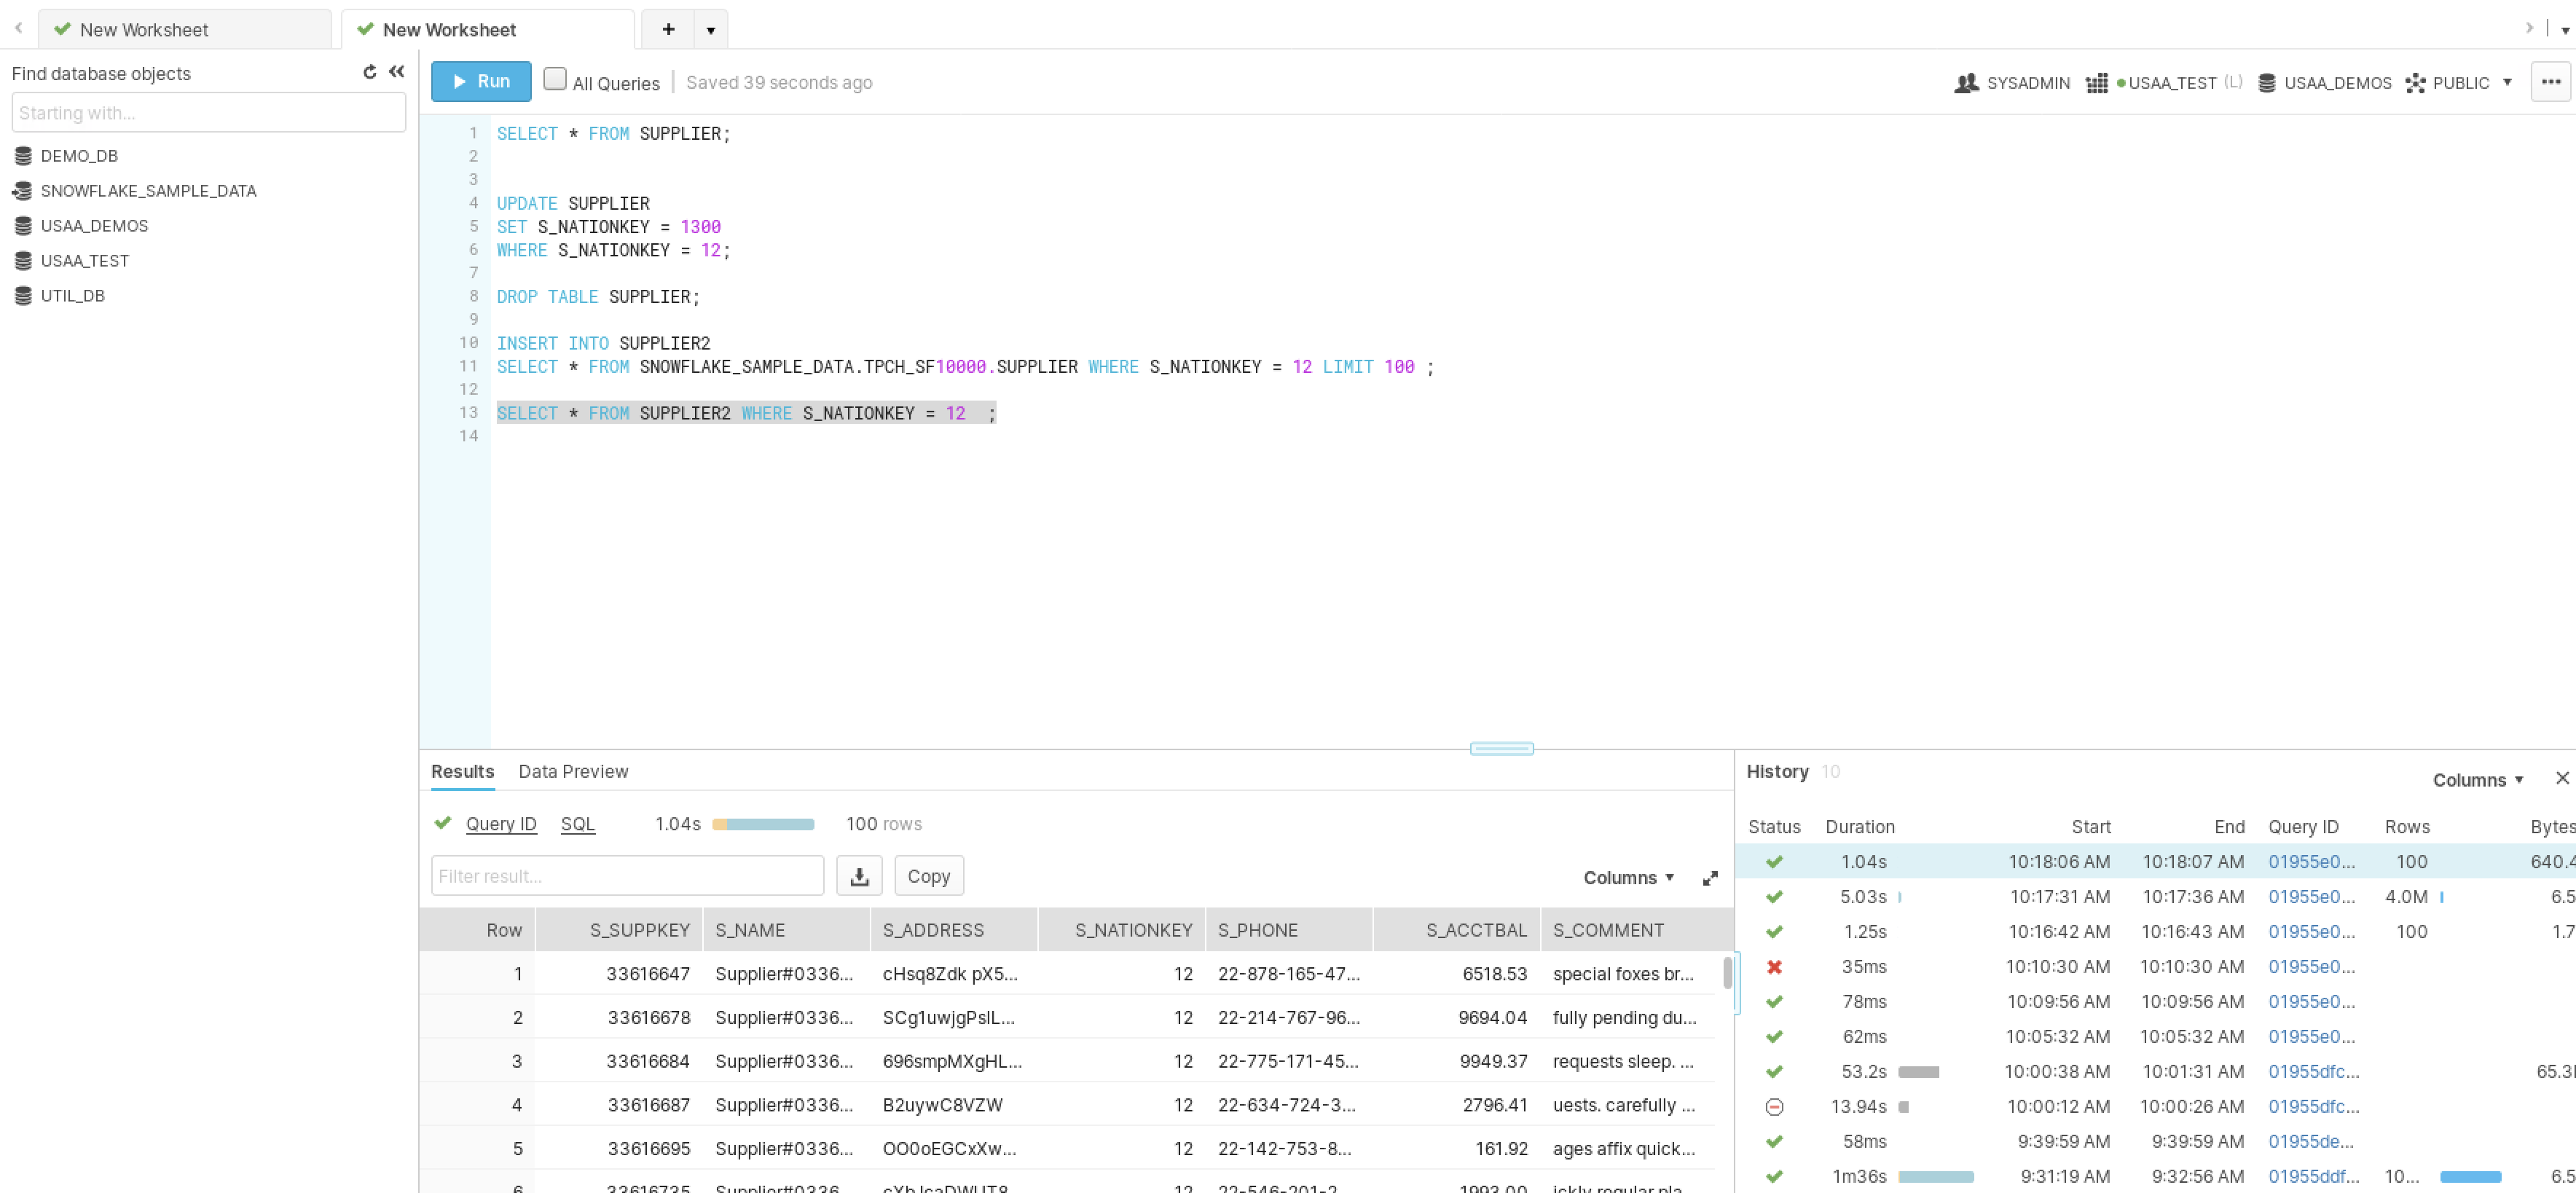 New Worksheet
New Worksheet
+
Find database objects
Starting with...
DEMO_DB
SNOWFLAKE_SAMPLE_DATA
USAA_DEMOS
USAA_TEST
UTIL_DB
Run All Queries Saved 39 seconds ago
SYSADMIN USAA_TEST (L) USAA_DEMOS PUBLIC ...
1 SELECT * FROM SUPPLIER;
2
3
4 UPDATE SUPPLIER
5 SET S_NATIONKEY = 1300
6 WHERE S_NATIONKEY = 12;
7
8 DROP TABLE SUPPLIER;
9
10 INSERT INTO SUPPLIER2
11 SELECT * FROM SNOWFLAKE_SAMPLE_DATA.TPCH_SF10000.SUPPLIER WHERE S_NATIONKEY = 12 LIMIT 100 ;
12
13 SELECT * FROM SUPPLIER2 WHERE S_NATIONKEY = 12 ;
14
Results Data Preview
Query ID SQL 1.04s 100 rows
Filter result... Copy Columns
Row S_SUPPKEY S_NAME S_ADDRESS S_NATIONKEY S_PHONE S_ACCTBAL S_COMMENT
1 33616647 Supplier#0336... cHsq8Zdk pX5... 12 22-878-165-47... 6518.53 special foxes br...
2 33616678 Supplier#0336... 12 22-214-767-96... 9694.04 fully pending du...
3 33616684 Supplier#0336... 696smpMXgHL... 12 22-775-171-45... 9949.37 requests sleep. ...
4 33616687 Supplier#0336... B2uywC8VZW 12 22-634-724-3... 2796.41 uests. carefully ...
5 33616695 Supplier#0336... 12 22-142-753-8... 161.92 ages affix quick...
History 10
Columns
Status Duration Start End Query ID Rows Bytes
1.04s 10:18:06 AM 10:18:07 AM 01955e0... 100 640.4
5.03s 10:17:31 AM 10:17:36 AM 01955e0... 4.0M 6.5
1.25s 10:16:42 AM 10:16:43 AM 01955e0... 100 1.7
35ms 10:10:30 AM 10:10:30 AM 01955e0...
78ms 10:09:56 AM 10:09:56 AM 01955e0...
62ms 10:05:32 AM 10:05:32 AM 01955e0...
53.2s 10:00:38 AM 10:01:31 AM 01955dfc... 65.3
13.94s 10:00:12 AM 10:00:26 AM 01955dfc...
58ms 9:39:59 AM 9:39:59 AM 01955de...
1m36s 9:31:19 AM 9:32:56 AM 01955ddf... 10... 6.5